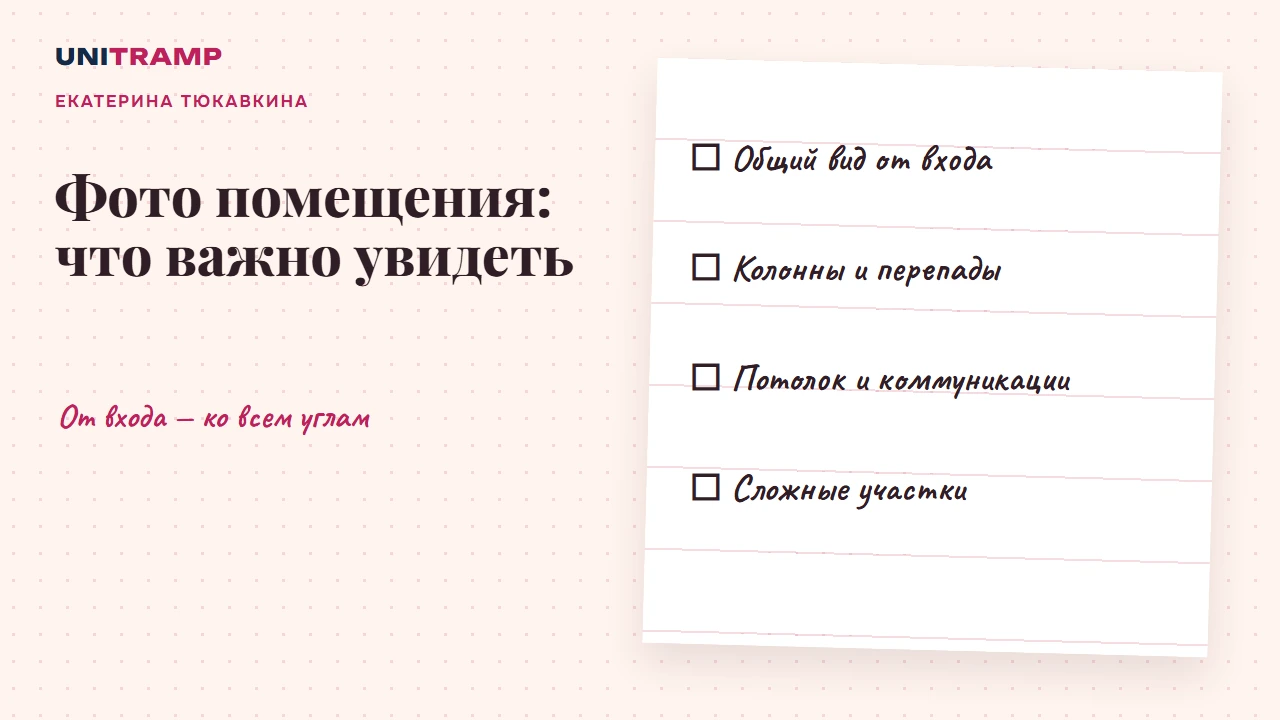 UNITRAMP
ЕКАТЕРИНА ТЮКАВКИНА
Фото помещения:
что важно увидеть
От входа — ко всем углам
☐ Общий вид от входа
☐ Колонны и перепады
☐ Потолок и коммуникации
☐ Сложные участки